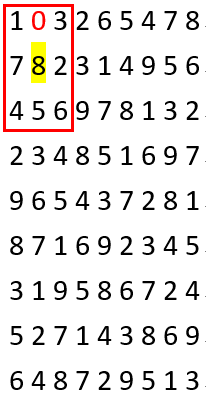 1 0 3 2 6 5 4 7 8
7 8 2 3 1 4 9 5 6
4 5 6 9 7 8 1 3 2
2 3 4 8 5 1 6 9 7
9 6 5 4 3 7 2 8 1
8 7 1 6 9 2 3 4 5
3 1 9 5 8 6 7 2 4
5 2 7 1 4 3 8 6 9
6 4 8 7 2 9 5 1 3